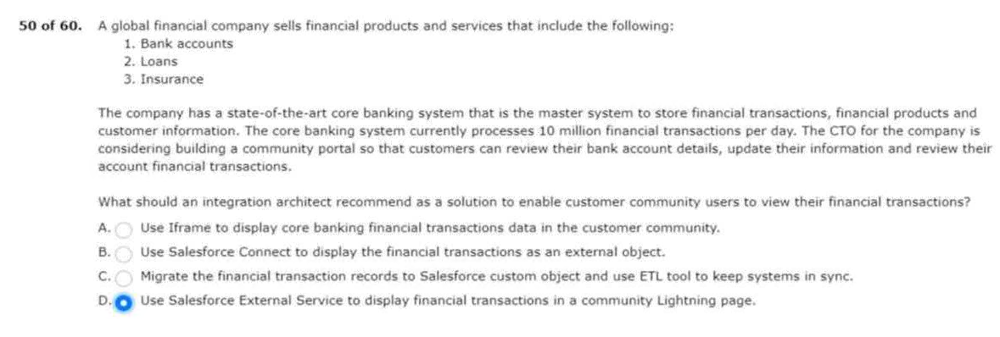 50 of 60. A global financial company sells financial products and services that include the following:
1. Bank accounts
2. Loans
3. Insurance
The company has a state-of-the-art core banking system that is the master system to store financial transactions, financial products and
customer information. The core banking system currently processes 10 million financial transactions per day. The CTO for the company is
considering building a community portal so that customers can review their bank account details, update their information and review their
account financial transactions.
What should an integration architect recommend as a solution to enable customer community users to view their financial transactions?
A. Use Iframe to display core banking financial transactions data in the customer community.
B. Use Salesforce Connect to display the financial transactions as an external object.
C. Migrate the financial transaction records to Salesforce custom object and use ETL tool to keep systems in sync.
D. Use Salesforce External Service to display financial transactions in a community Lightning page.